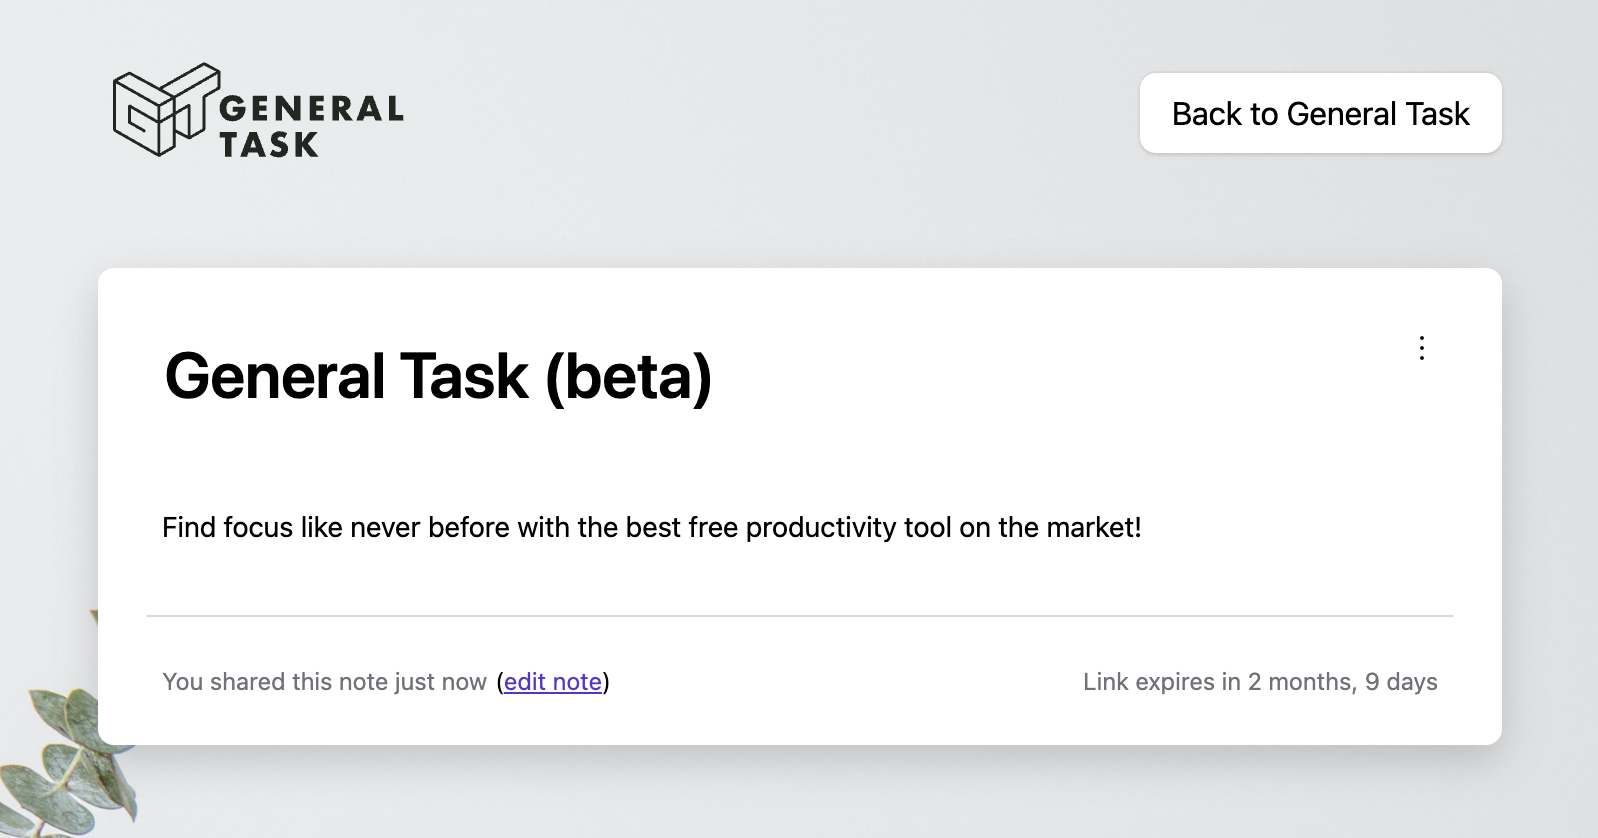 GENERAL
TASK
Back to General Task
General Task (beta)
Find focus like never before with the best free productivity tool on the market!
You shared this note just now (edit note)
Link expires in 2 months, 9 days